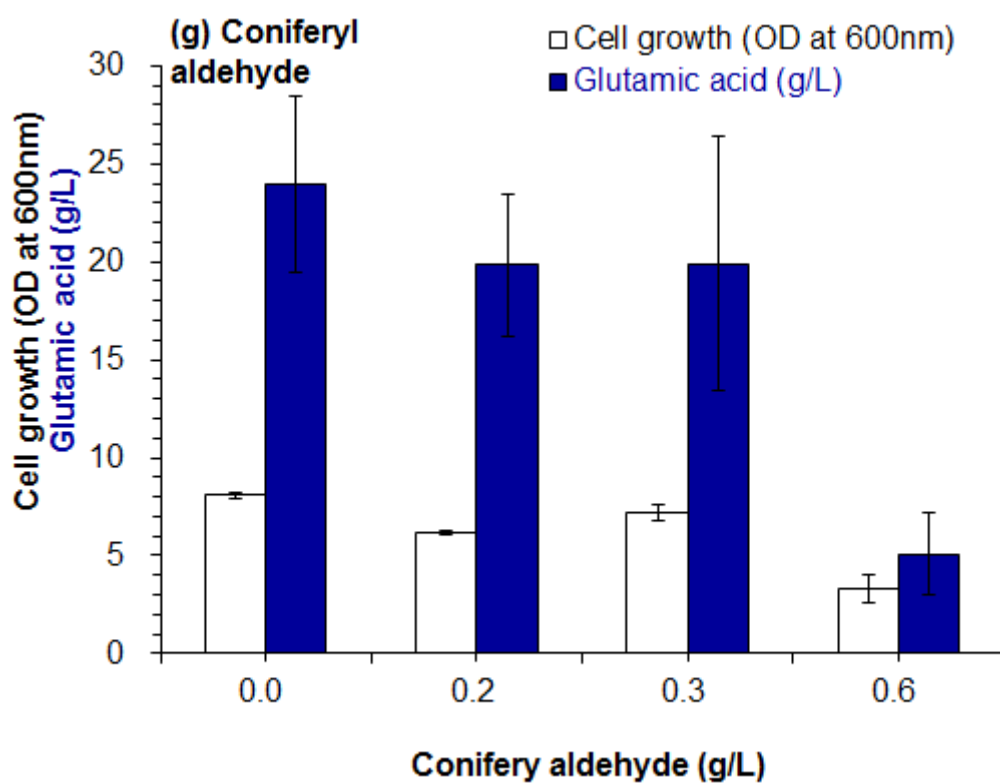 (g) Coniferyl
aldehyde
Cell growth (OD at 600nm)
Glutamic acid (g/L)
Cell growth (OD at 600nm)
Glutamic acid (g/L)
30
25
20
15
10
5
0
0.0 0.2 0.3 0.6
Conifery aldehyde (g/L)